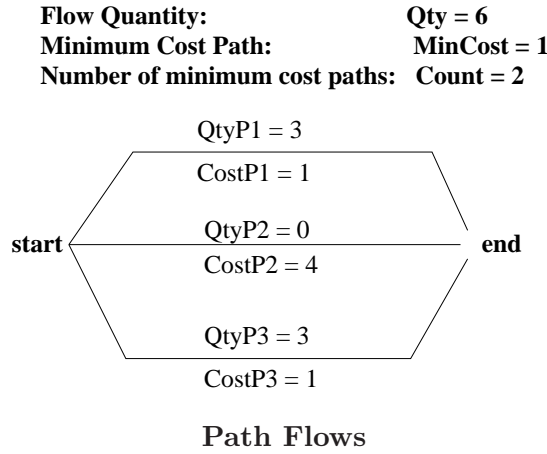 Flow Quantity: Qty = 6
Minimum Cost Path: MinCost = 1
Number of minimum cost paths: Count = 2
QtyP1 = 3
CostP1 = 1
QtyP2 = 0
start end
CostP2 = 4
QtyP3 = 3
CostP3 = 1
Path Flows